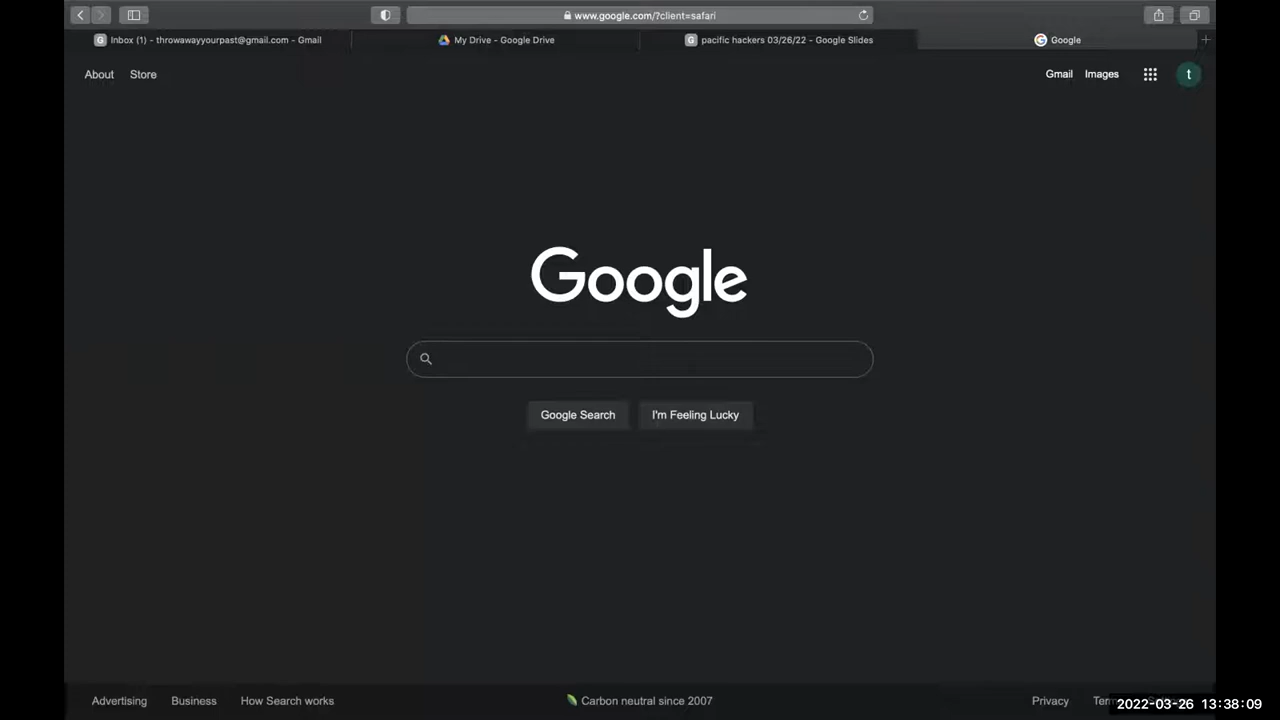 www.google.com/?client=safari
Inbox (1) - throwawayyourpast@gmail.com - Gmail
My Drive - Google Drive
pacific hackers 03/26/22 - Google Slides
Google
About Store
Gmail Images t
Google
Google Search I'm Feeling Lucky
Advertising Business How Search works
Carbon neutral since 2007
Privacy
2022-03-26 13:38:09